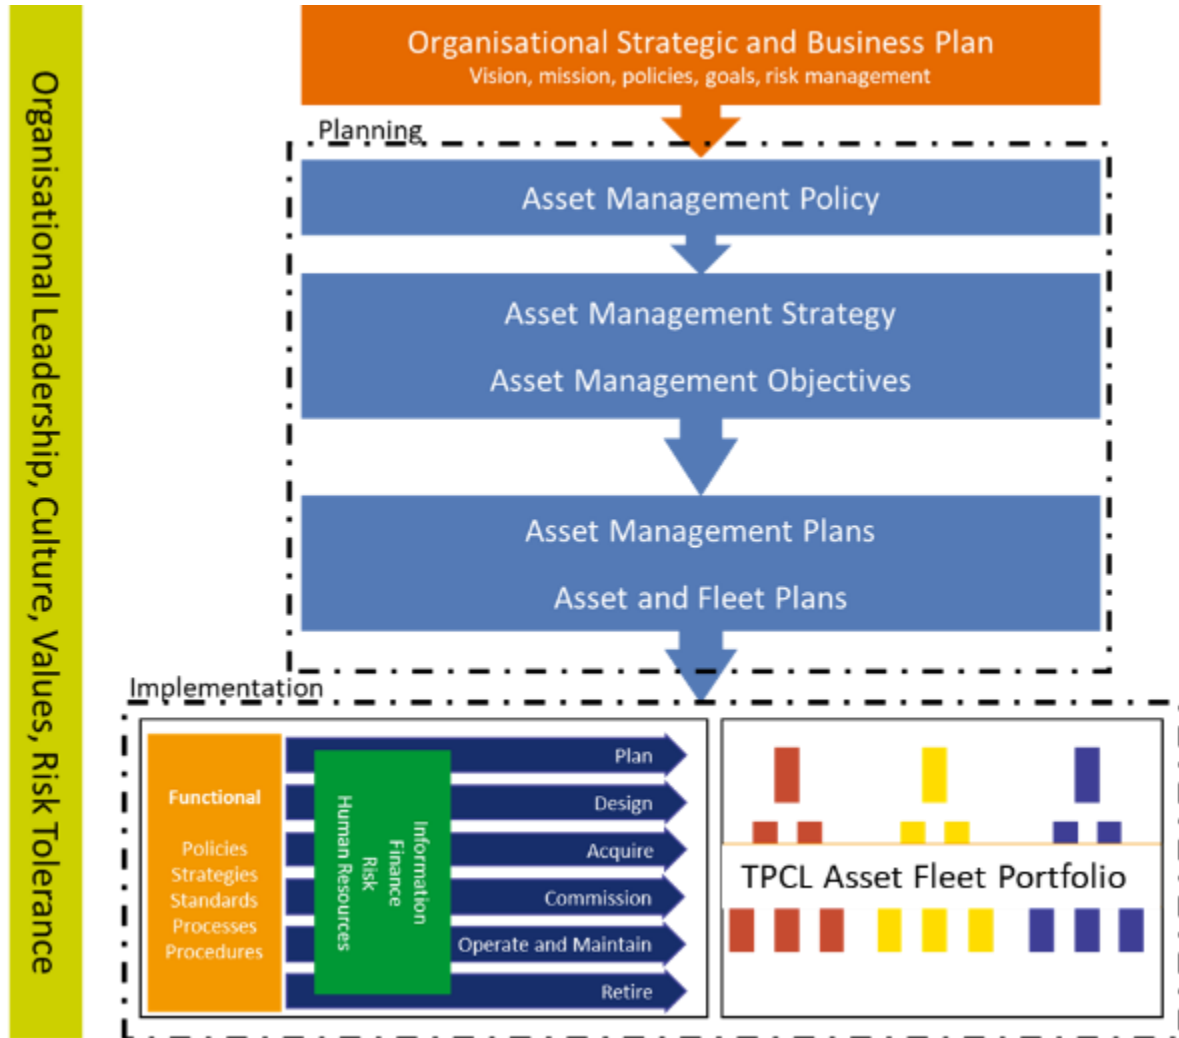 Organisational Leadership, Culture, Values, Risk Tolerance
Organisational Strategic and Business Plan
Vision, mission, policies, goals, risk management
Planning
Asset Management Policy
Asset Management Strategy
Asset Management Objectives
Asset Management Plans
Asset and Fleet Plans
Implementation
Functional
Policies
Strategies
Standards
Processes
Procedures
Information
Finance
Risk
Human Resources
Plan
Design
Acquire
Commission
Operate and Maintain
Retire
TPCL Asset Fleet Portfolio